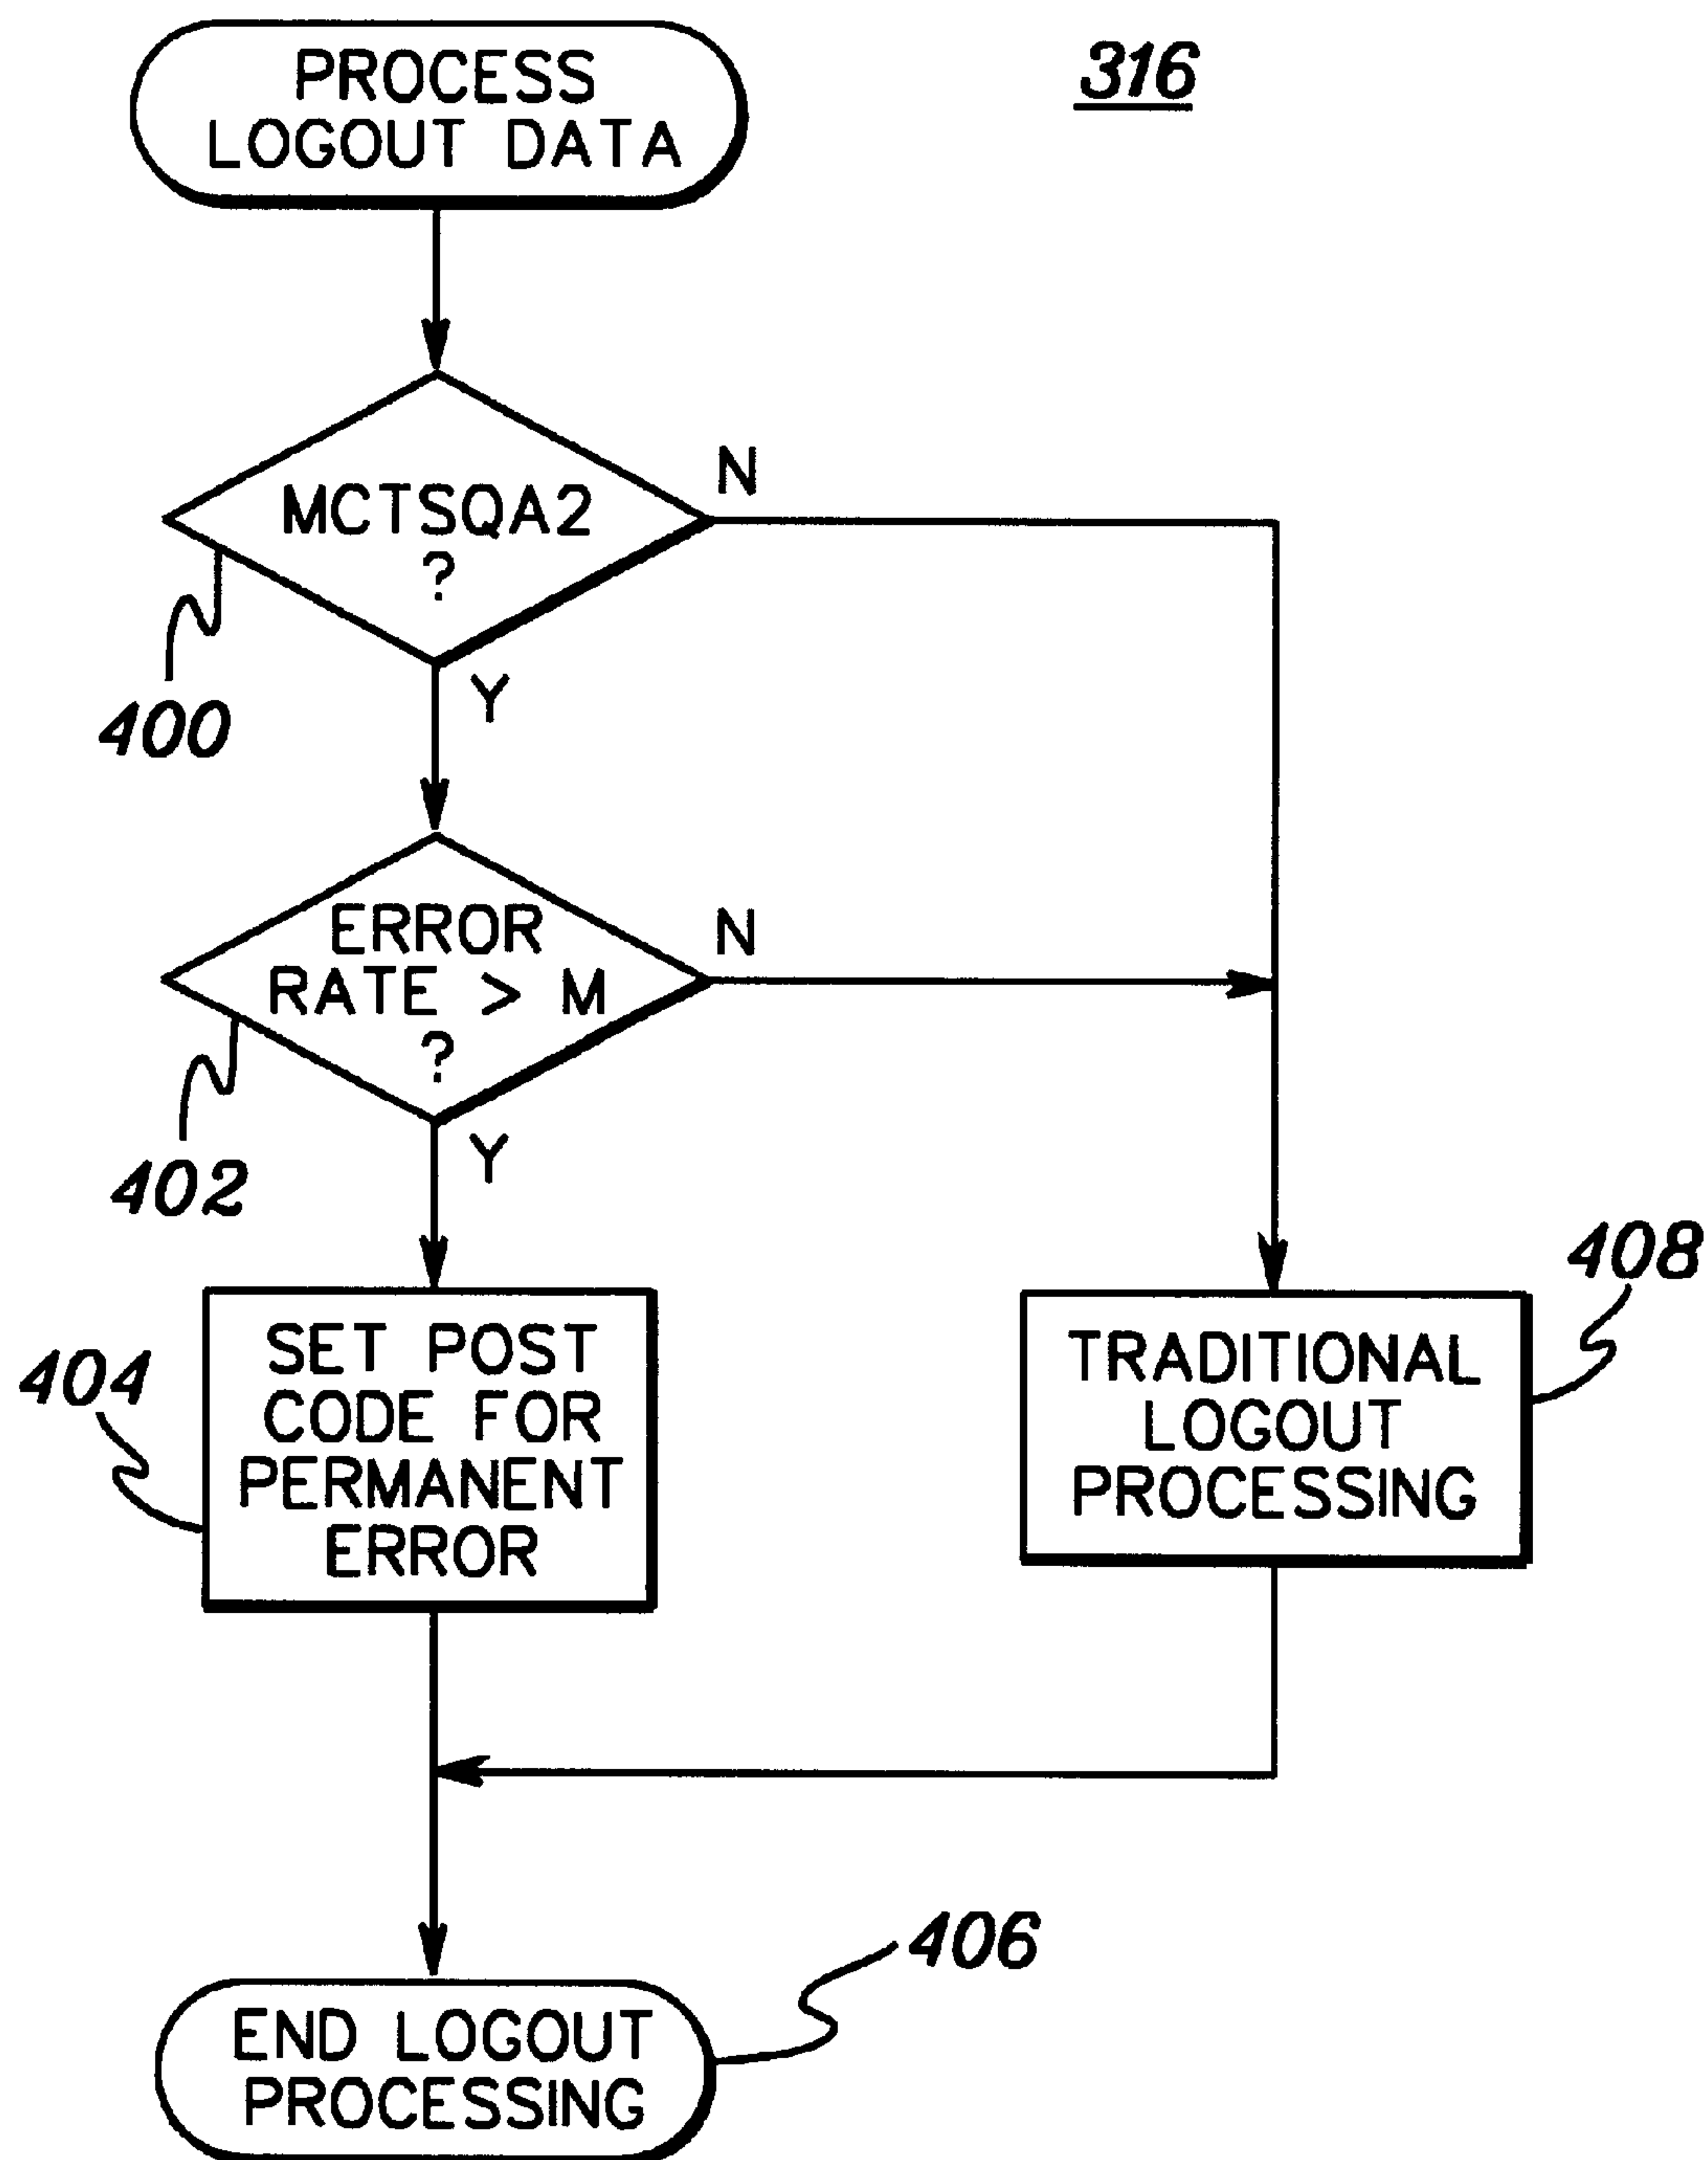 PROCESS
LOGOUT DATA
316
MCTSQA2
?
N
400
Y
ERROR
RATE > M
?
N
402
Y
SET POST
CODE FOR
PERMANENT
ERROR
404
TRADITIONAL
LOGOUT
PROCESSING
408
406
END LOGOUT
PROCESSING